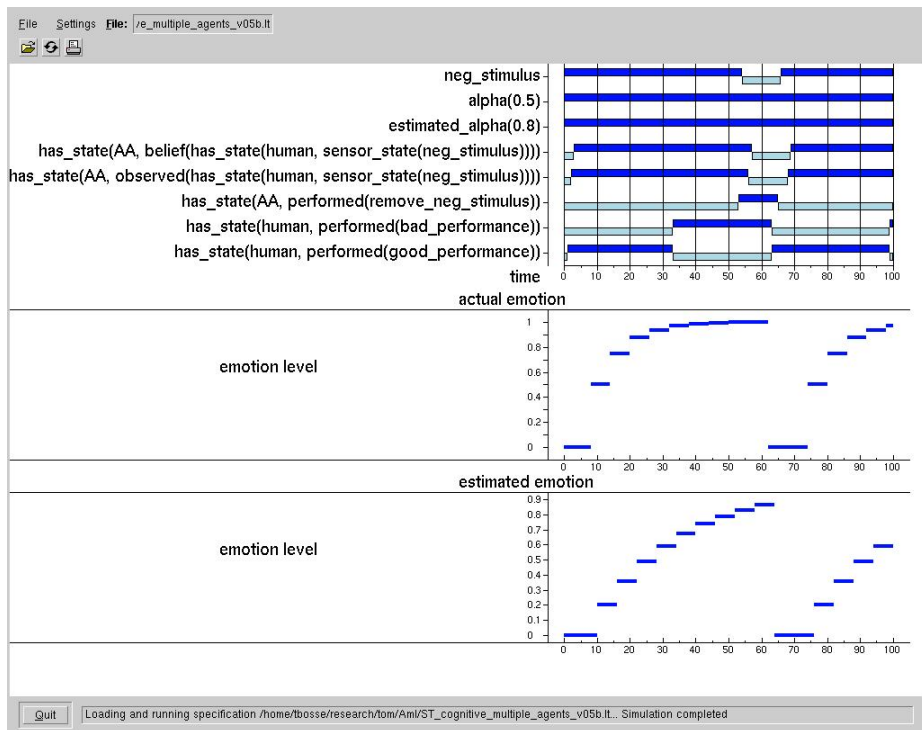 File Settings File: /e_multiple_agents_v05b.lt
neg_stimulus
alpha(0.5)
estimated_alpha(0.8)
has_state(AA, belief(has_state(human, sensor_state(neg_stimulus))))
has_state(AA, observed(has_state(human, sensor_state(neg_stimulus))))
has_state(AA, performed(remove_neg_stimulus))
has_state(human, performed(bad_performance))
has_state(human, performed(good_performance))
time 0 10 20 30 40 50 60 70 80 90 100
actual emotion
1
0.8
0.6
emotion level
0.4
0.2
0
0 10 20 30 40 50 60 70 80 90 100
estimated emotion
0.9
0.8
0.7
0.6
emotion level
0.5
0.4
0.3
0.2
0.1
0
0 10 20 30 40 50 60 70 80 90 100
Quit Loading and running specification /home/tbosse/research/tom/AmI/ST_cognitive_multiple_agents_v05b.lt... Simulation completed